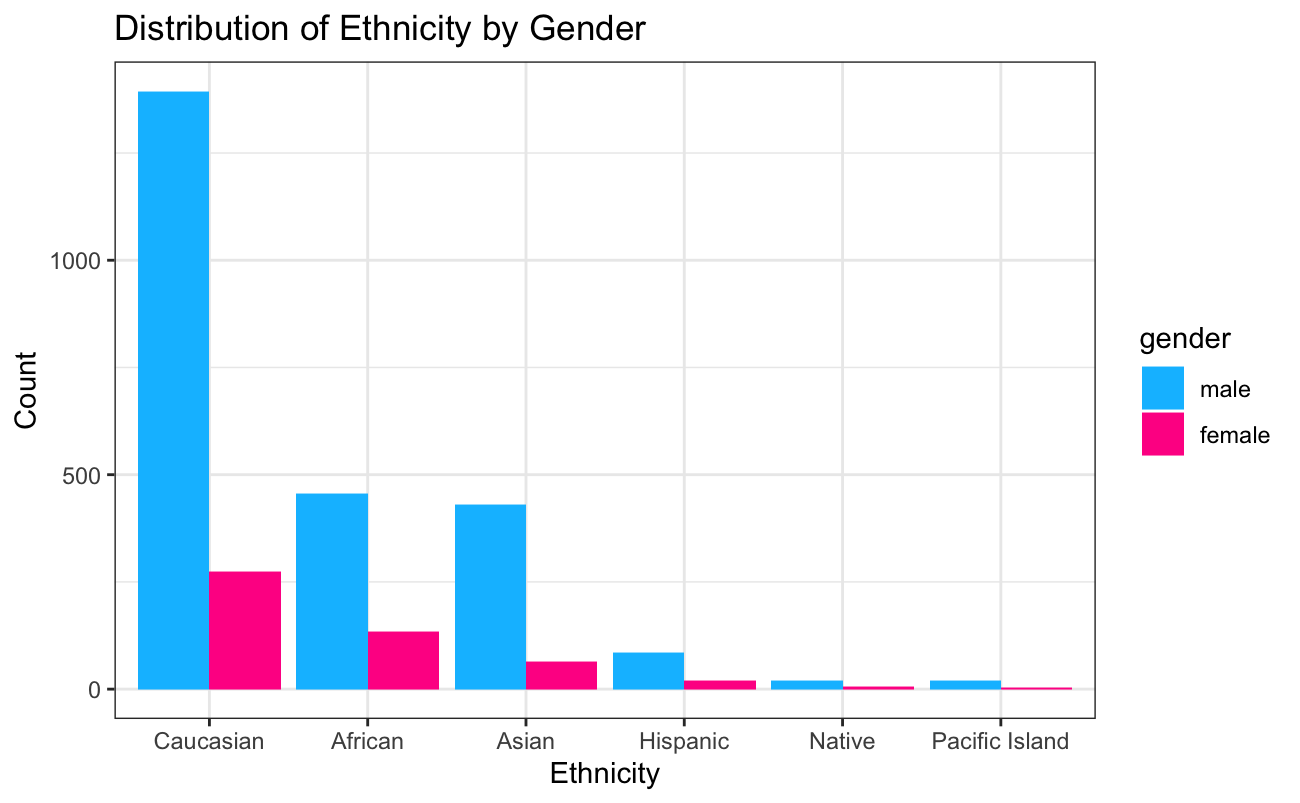 Distribution of Ethnicity by Gender
Count
1000
500
0
Caucasian African Asian Hispanic Native Pacific Island
Ethnicity
gender
male
female